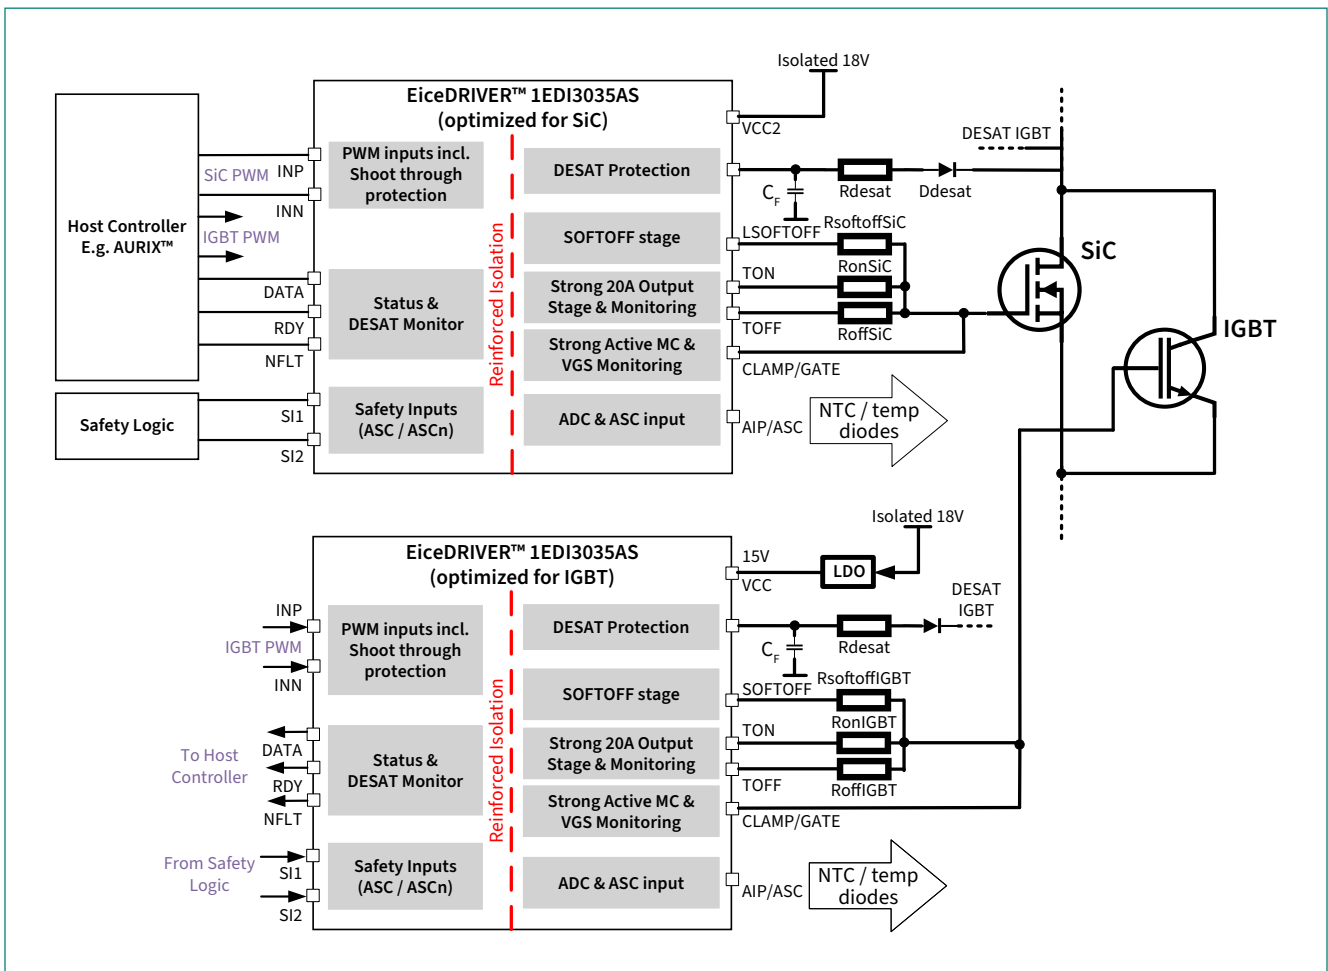 Isolated 18V
EiceDRIVER™ 1EDI3035AS
(optimized for SiC)
VCC2
DESAT IGBT
Host Controller
E.g. AURIX™
SiC PWM
INP
INN
IGBT PWM
DATA
RDY
NFLT
Safety Logic
SI1
SI2
PWM inputs incl.
Shoot through
protection
Status &
DESAT Monitor
Safety Inputs
(ASC / ASCn)
Reinforced Isolation
DESAT Protection
SOFTOFF stage
Strong 20A Output
Stage & Monitoring
Strong Active MC &
VGS Monitoring
ADC & ASC input
CF
Rdesat
Ddesat
RsoftoffSiC
LSOFTOFF
RonSiC
TON
TOFF
RoffSiC
CLAMP/GATE
AIP/ASC
NTC / temp
diodes
SiC
IGBT
Isolated 18V
EiceDRIVER™ 1EDI3035AS
(optimized for IGBT)
15V
VCC
LDO
DESAT
IGBT
INP
IGBT PWM
INN
To Host
Controller
DATA
RDY
NFLT
From Safety
Logic
SI1
SI2
PWM inputs incl.
Shoot through
protection
Status &
DESAT Monitor
Safety Inputs
(ASC / ASCn)
Reinforced Isolation
DESAT Protection
SOFTOFF stage
Strong 20A Output
Stage & Monitoring
Strong Active MC &
VGS Monitoring
ADC & ASC input
CF
Rdesat
RsoftoffIGBT
SOFTOFF
RonIGBT
TON
TOFF
RoffIGBT
CLAMP/GATE
AIP/ASC
NTC / temp
diodes